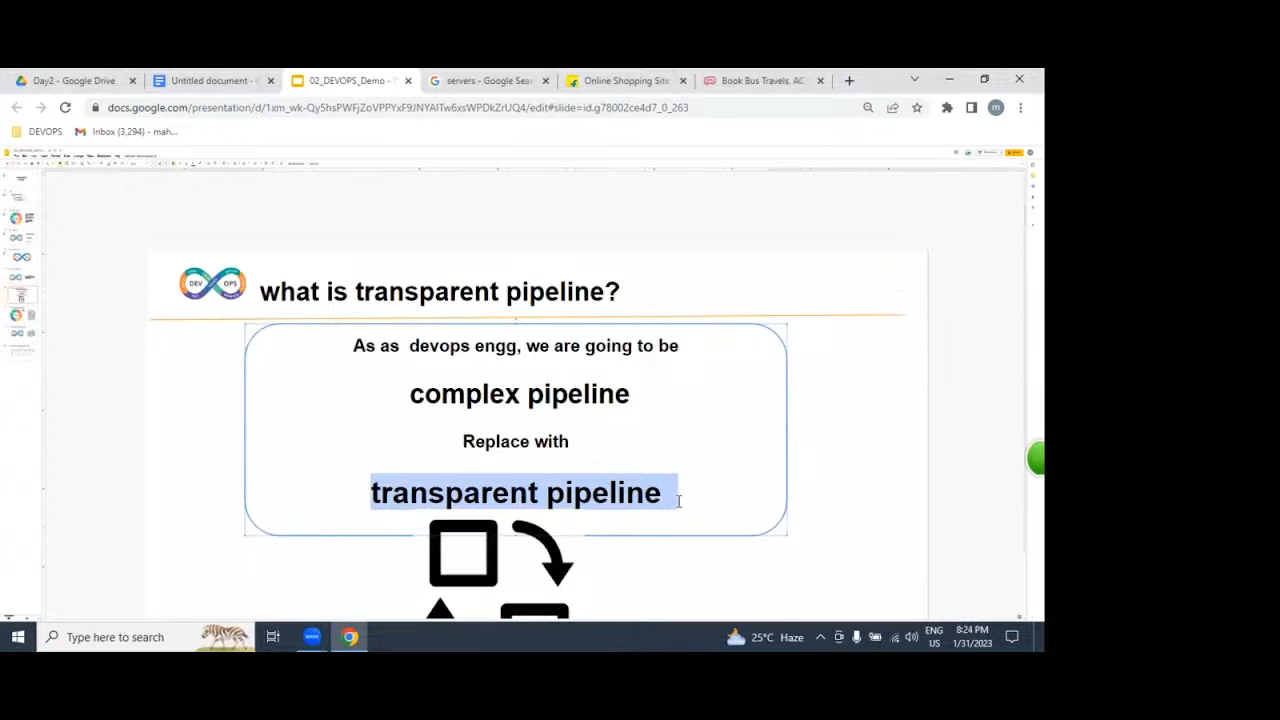 Day2 - Google Drive
Untitled document -
02_DEVOPS_Demo -
servers - Google Sea
Online Shopping Site
Book Bus Travels, AC
docs.google.com/presentation/d/1xm_wk-Qy5hsPWFjZoVPPYxF9JNYAITw6xsWPDkZrUQ4/edit#slide=id.g78002ce4d7_0_263
m
DEVOPS
Inbox (3,294) - mah...
DEV OPS
what is transparent pipeline?
As as devops engg, we are going to be
complex pipeline
Replace with
transparent pipeline
Type here to search
zoom
25°C Haze
ENG
US
8:24 PM
1/31/2023